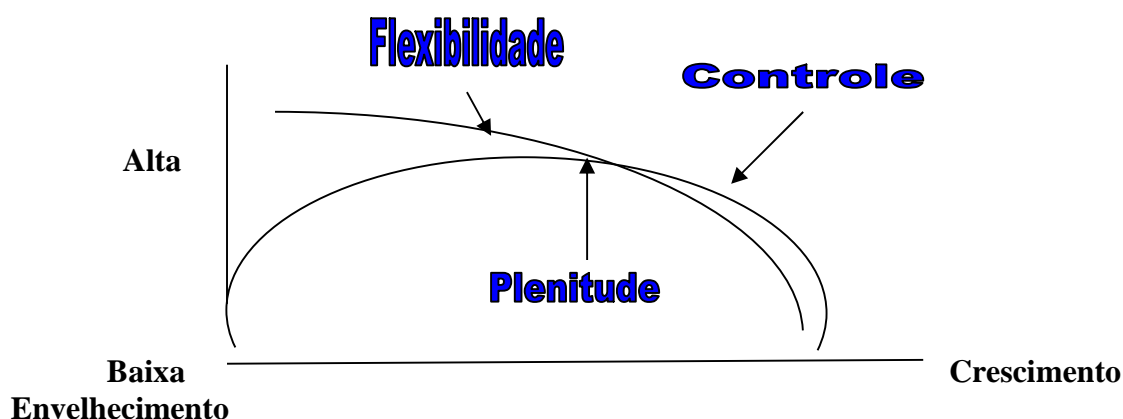 Flexibilidade
Controle
Alta
Plenitude
Baixa
Crescimento
Envelhecimento